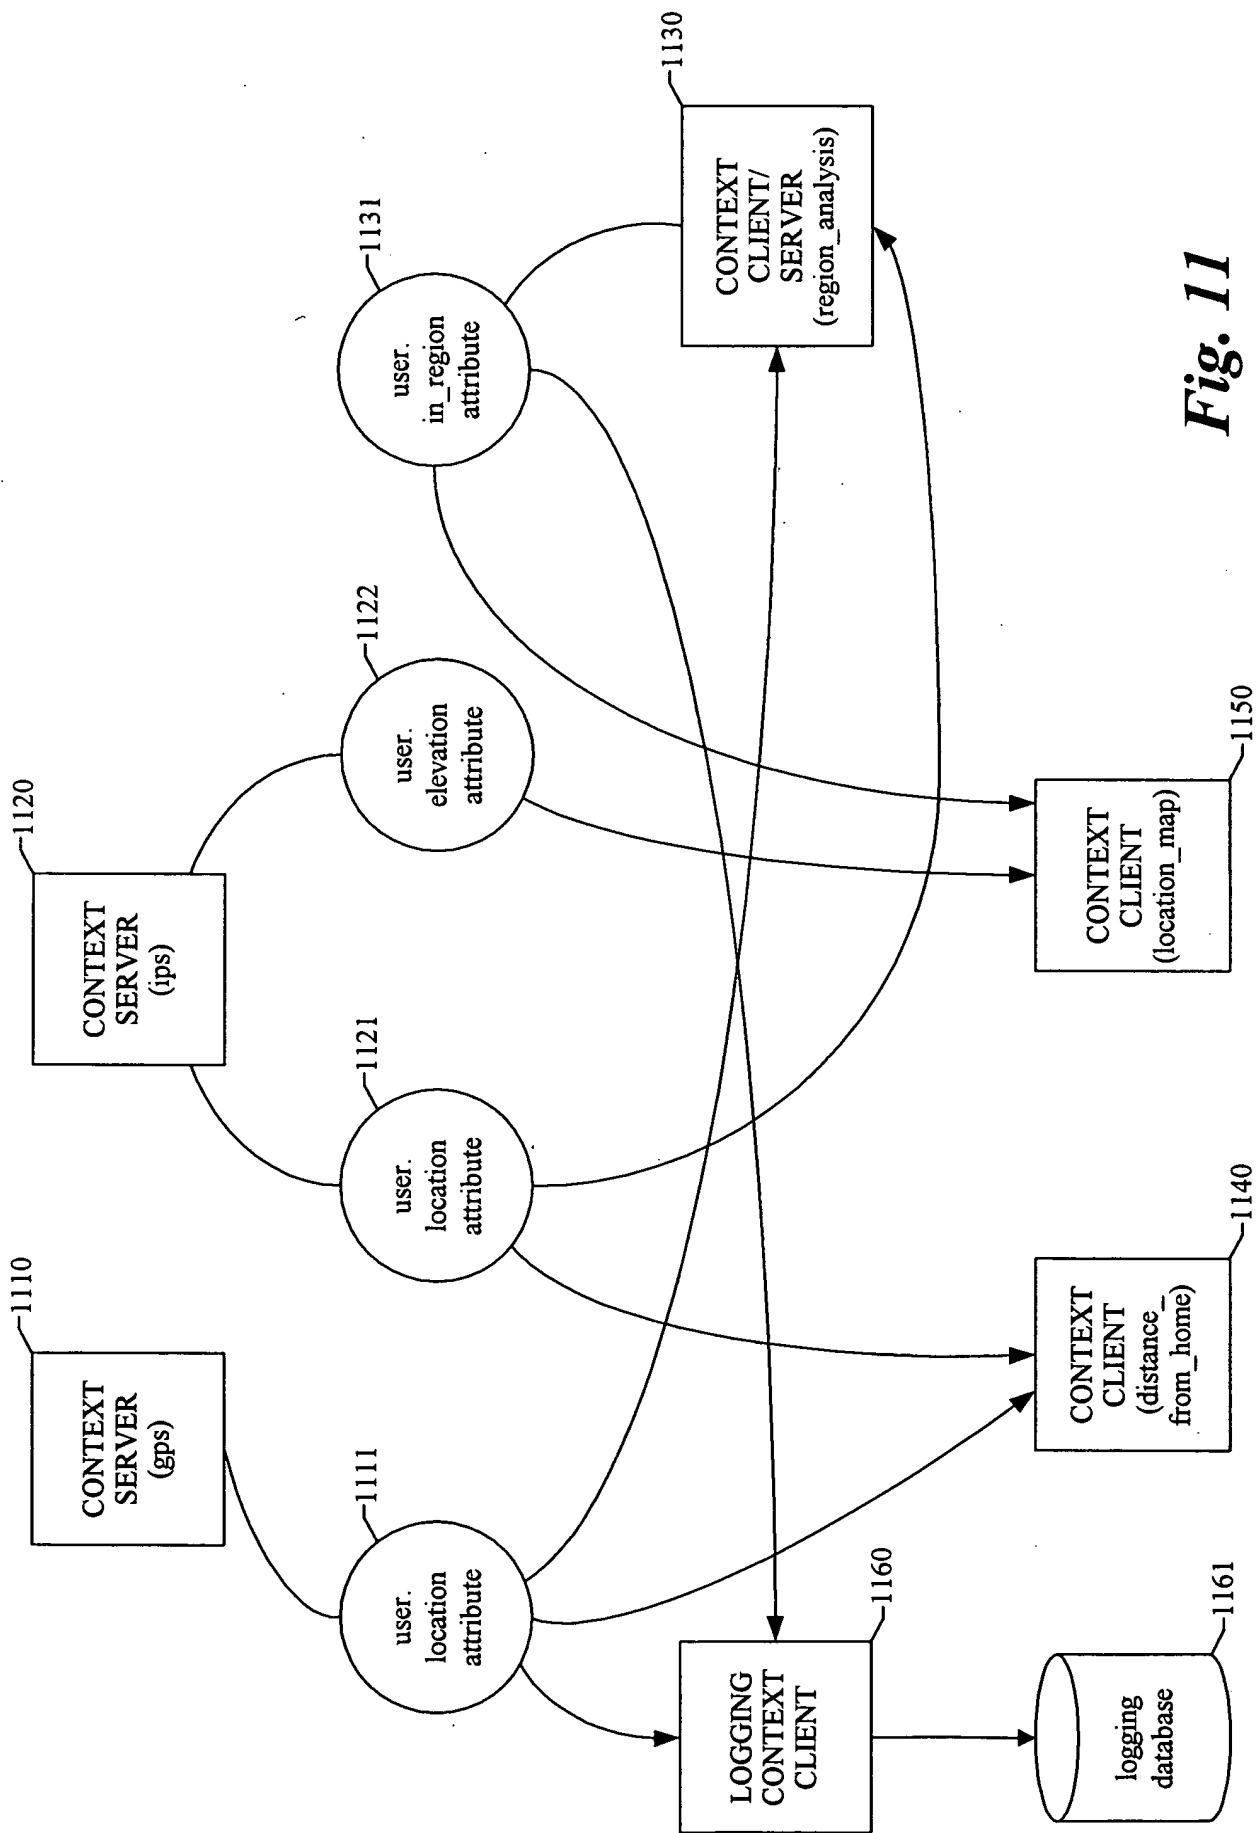 1110
CONTEXT
SERVER
(gps)
1120
CONTEXT
SERVER
(ips)
1111
user.
location
attribute
1121
user.
location
attribute
1122
user.
elevation
attribute
1131
user.
in_region
attribute
1130
CONTEXT
CLIENT/
SERVER
(region_analysis)
LOGGING
CONTEXT
CLIENT
1160
logging
database
1161
CONTEXT
CLIENT
(distance_
from_home)
1140
CONTEXT
CLIENT
(location_map)
1150
Fig. 11